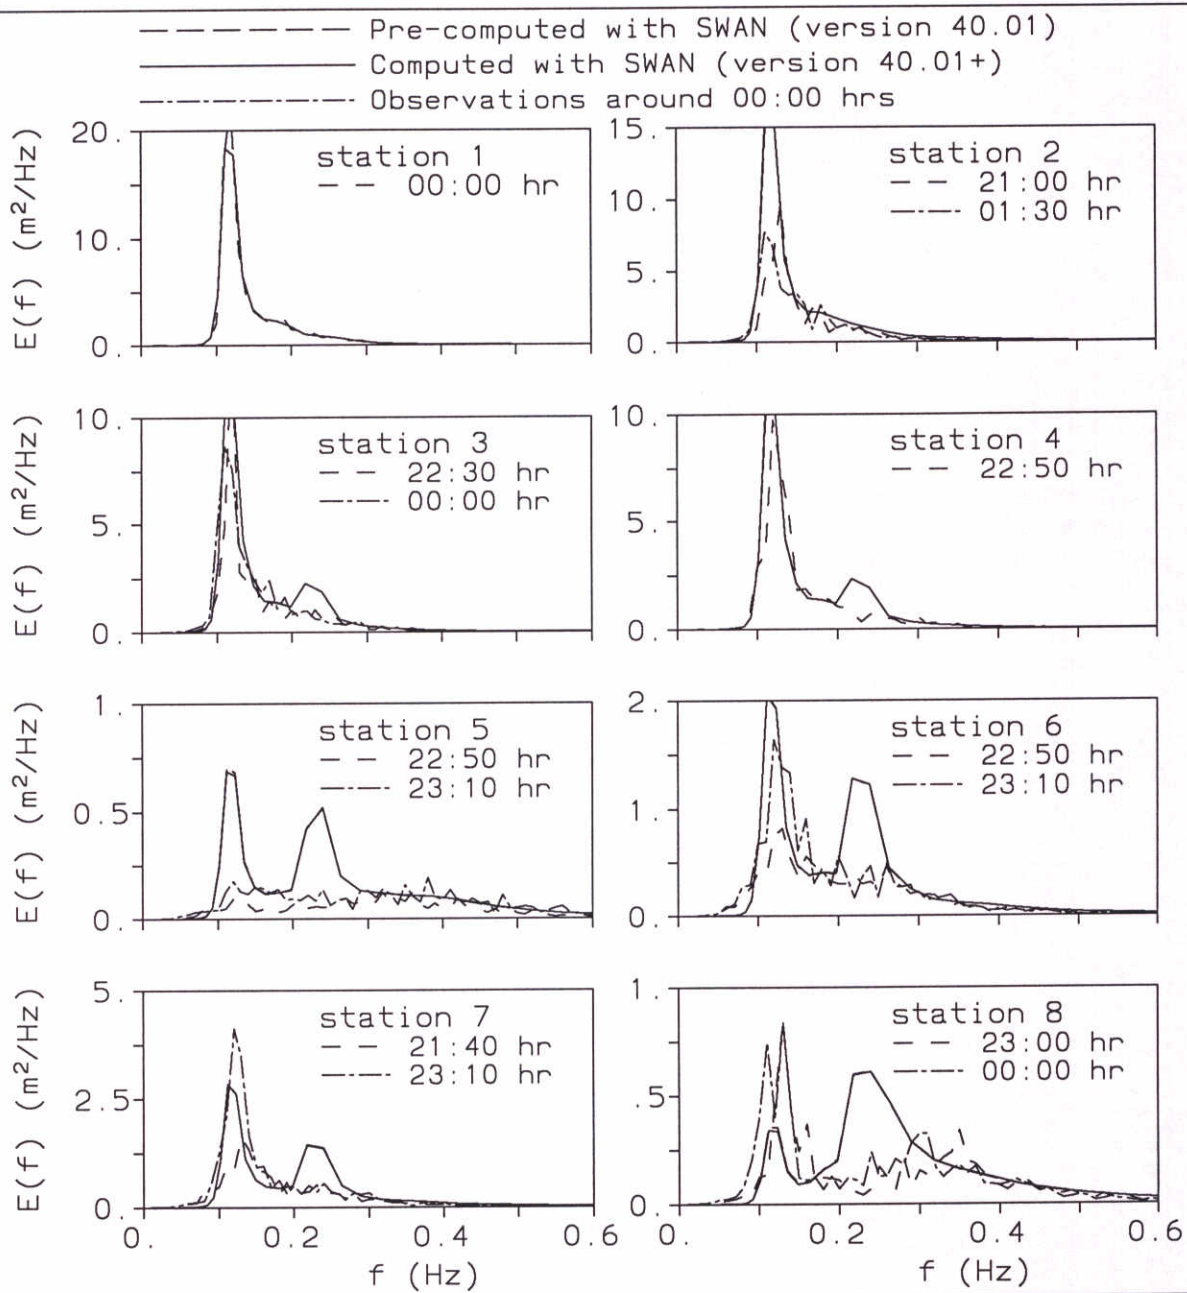 Pre-computed with SWAN (version 40.01)
Computed with SWAN (version 40.01+)
Observations around 00:00 hrs
E(f) (m²/Hz)
20.
10.
0.
station 1
00:00 hr
15.
10.
5.
0.
station 2
21:00 hr
01:30 hr
E(f) (m²/Hz)
10.
5.
0.
station 3
22:30 hr
00:00 hr
10.
5.
0.
station 4
22:50 hr
E(f) (m²/Hz)
1.
0.5
0.
station 5
22:50 hr
23:10 hr
2.
1.
0.
station 6
22:50 hr
23:10 hr
E(f) (m²/Hz)
5.
2.5
0.
station 7
21:40 hr
23:10 hr
0. 0.2 0.4 0.6
f (Hz)
1.
.5
0.
station 8
23:00 hr
00:00 hr
0. 0.2 0.4 0.6
f (Hz)